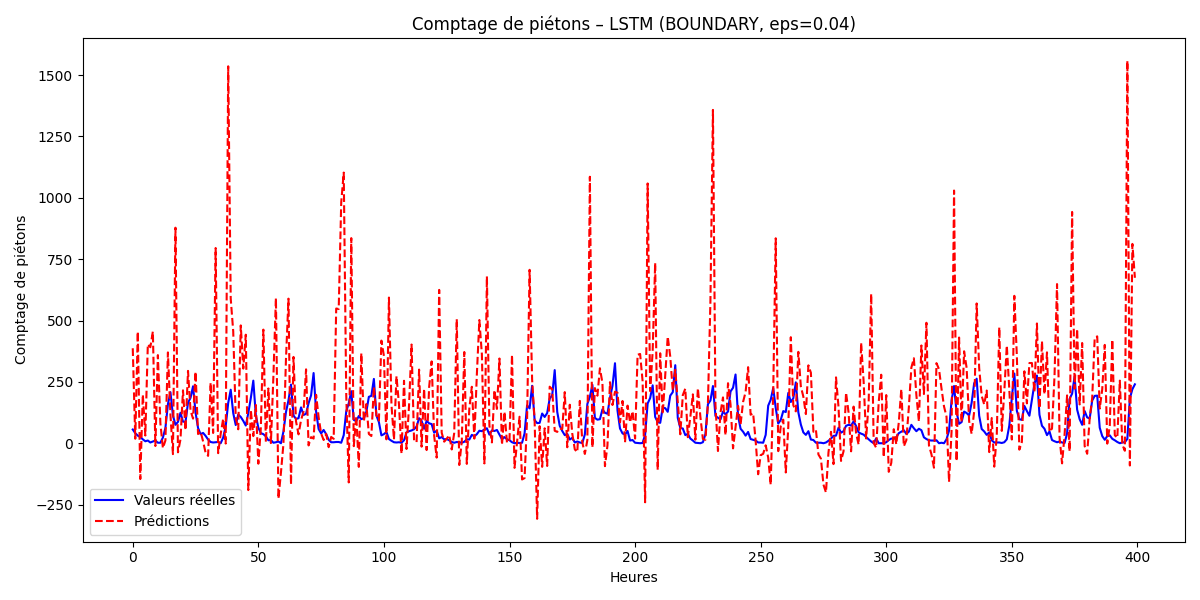 Comptage de piétons – LSTM (BOUNDARY, eps=0.04)
1500
1250
1000
750
500
250
0
−250
Comptage de piétons
Valeurs réelles
Prédictions
0 50 100 150 200 250 300 350 400
Heures